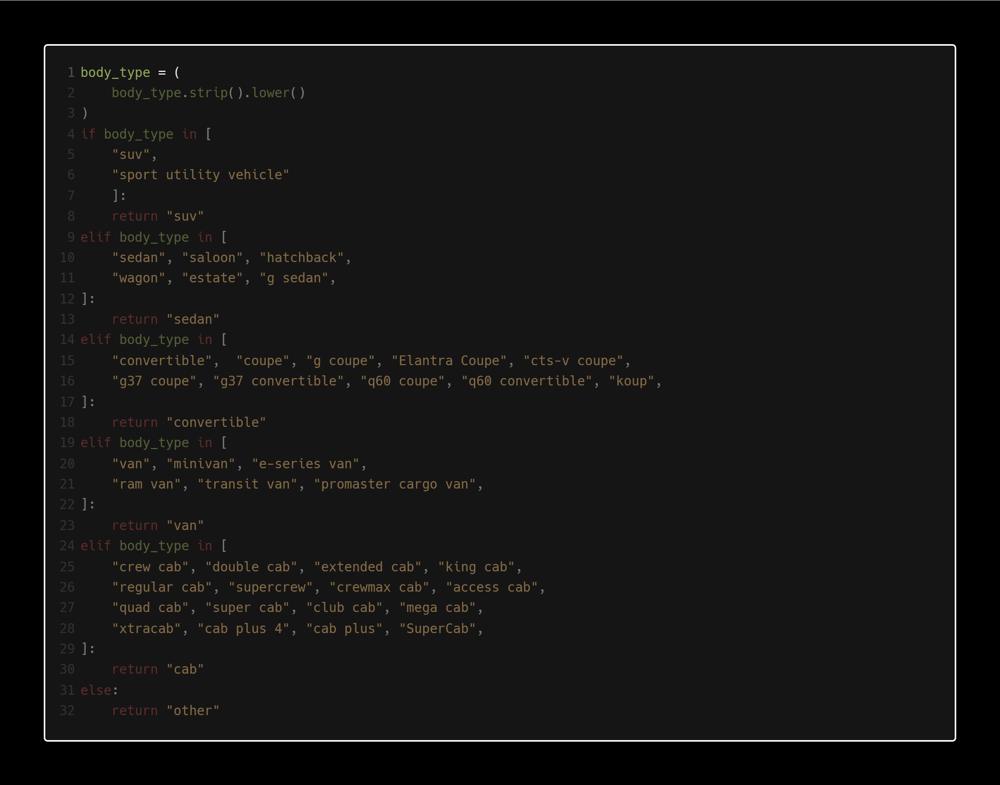 1 body_type = (
2     body_type.strip().lower()
3 )
4 if body_type in [
5     "suv",
6     "sport utility vehicle"
7     ]:
8     return "suv"
9 elif body_type in [
10     "sedan", "saloon", "hatchback",
11     "wagon", "estate", "g sedan",
12 ]:
13     return "sedan"
14 elif body_type in [
15     "convertible",  "coupe", "g coupe", "Elantra Coupe", "cts-v coupe",
16     "g37 coupe", "g37 convertible", "q60 coupe", "q60 convertible", "koup",
17 ]:
18     return "convertible"
19 elif body_type in [
20     "van", "minivan", "e-series van",
21     "ram van", "transit van", "promaster cargo van",
22 ]:
23     return "van"
24 elif body_type in [
25     "crew cab", "double cab", "extended cab", "king cab",
26     "regular cab", "supercrew", "crewmax cab", "access cab",
27     "quad cab", "super cab", "club cab", "mega cab",
28     "xtracab", "cab plus 4", "cab plus", "SuperCab",
29 ]:
30     return "cab"
31 else:
32     return "other"